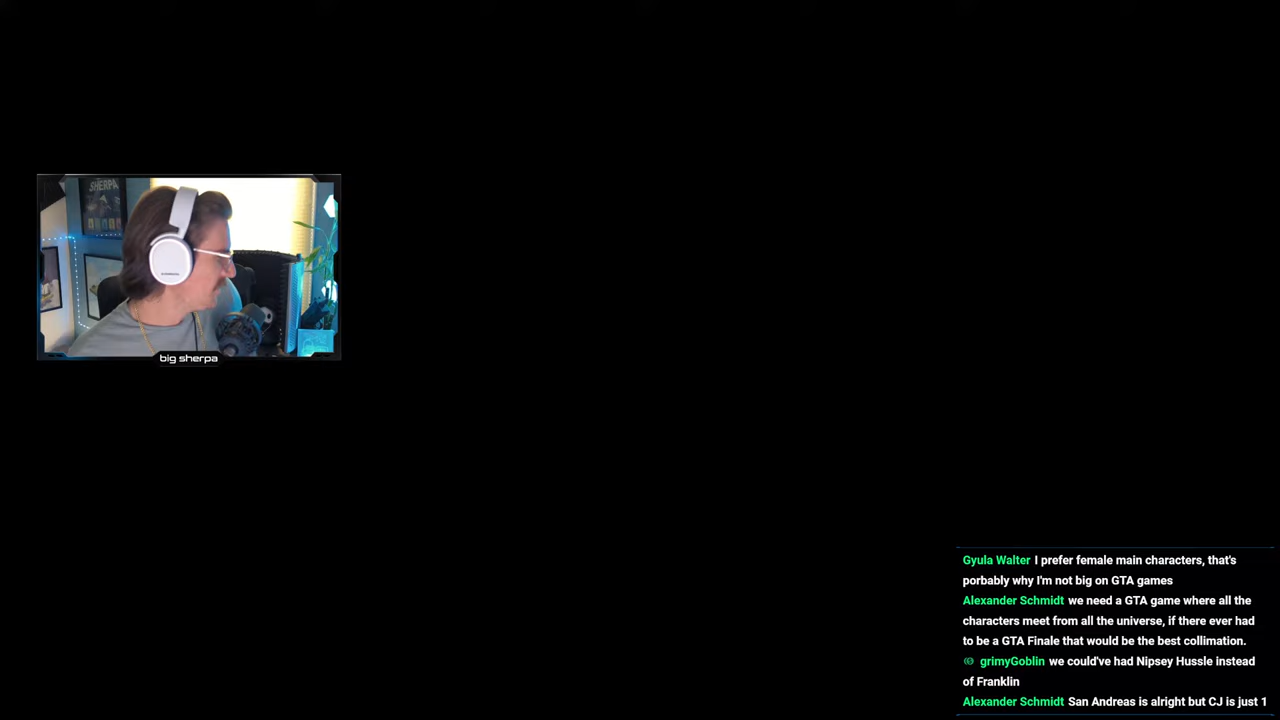 SHERPA
big sherpa
Gyula Walter I prefer female main characters, that's
porbably why I'm not big on GTA games
Alexander Schmidt we need a GTA game where all the
characters meet from all the universe, if there ever had
to be a GTA Finale that would be the best collimation.
grimyGoblin we could've had Nipsey Hussle instead
of Franklin
Alexander Schmidt San Andreas is alright but CJ is just 1